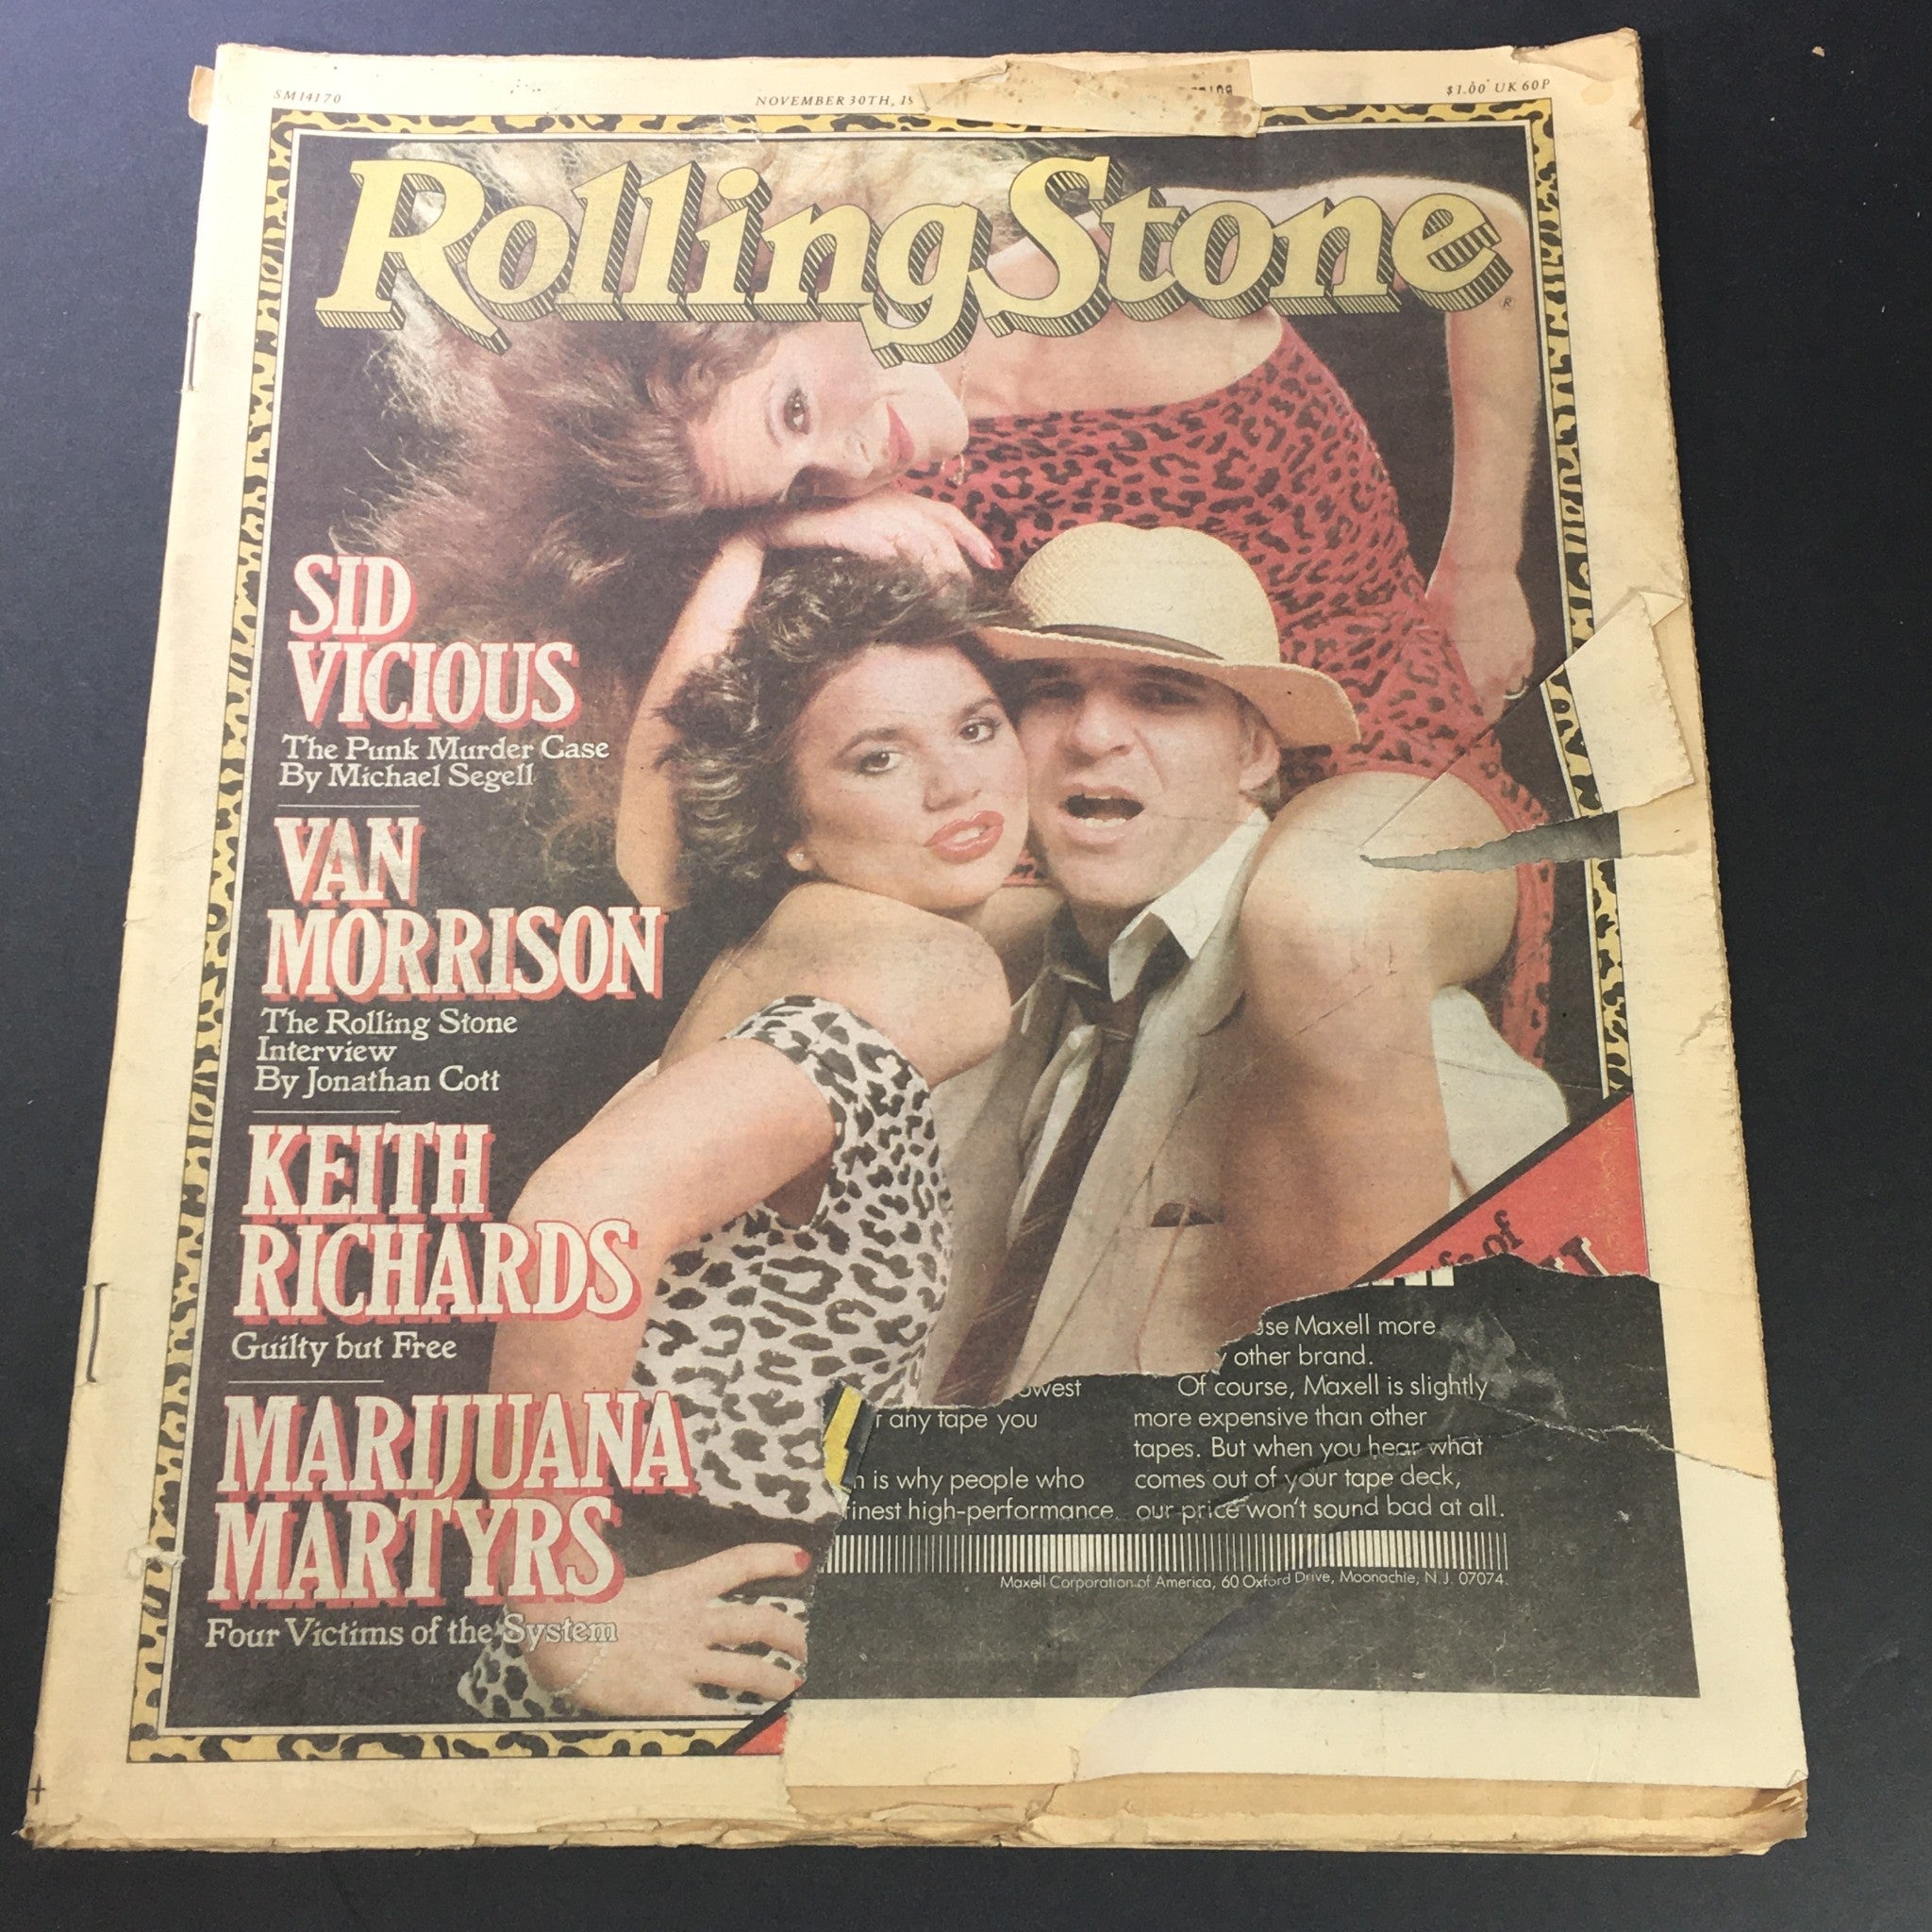 SM14170
NOVEMBER 30TH, 19
$1.00 UK 60P
Rolling Stone
®
SID
VICIOUS
The Punk Murder Case
By Michael Segell
VAN
MORRISON
The Rolling Stone
Interview
By Jonathan Cott
KEITH
RICHARDS
Guilty but Free
MARIJUANA
MARTYRS
Four Victims of the System
of
any tape you
is why people who
high-performance
Maxell more
other brand.
Of course, Maxell is slightly
more expensive than other
tapes. But when you hear what
comes out of your tape deck,
our price won't sound bad at all.
Maxell Corporation of America, 60 Oxford Drive, Moonachie, N.J. 07074.